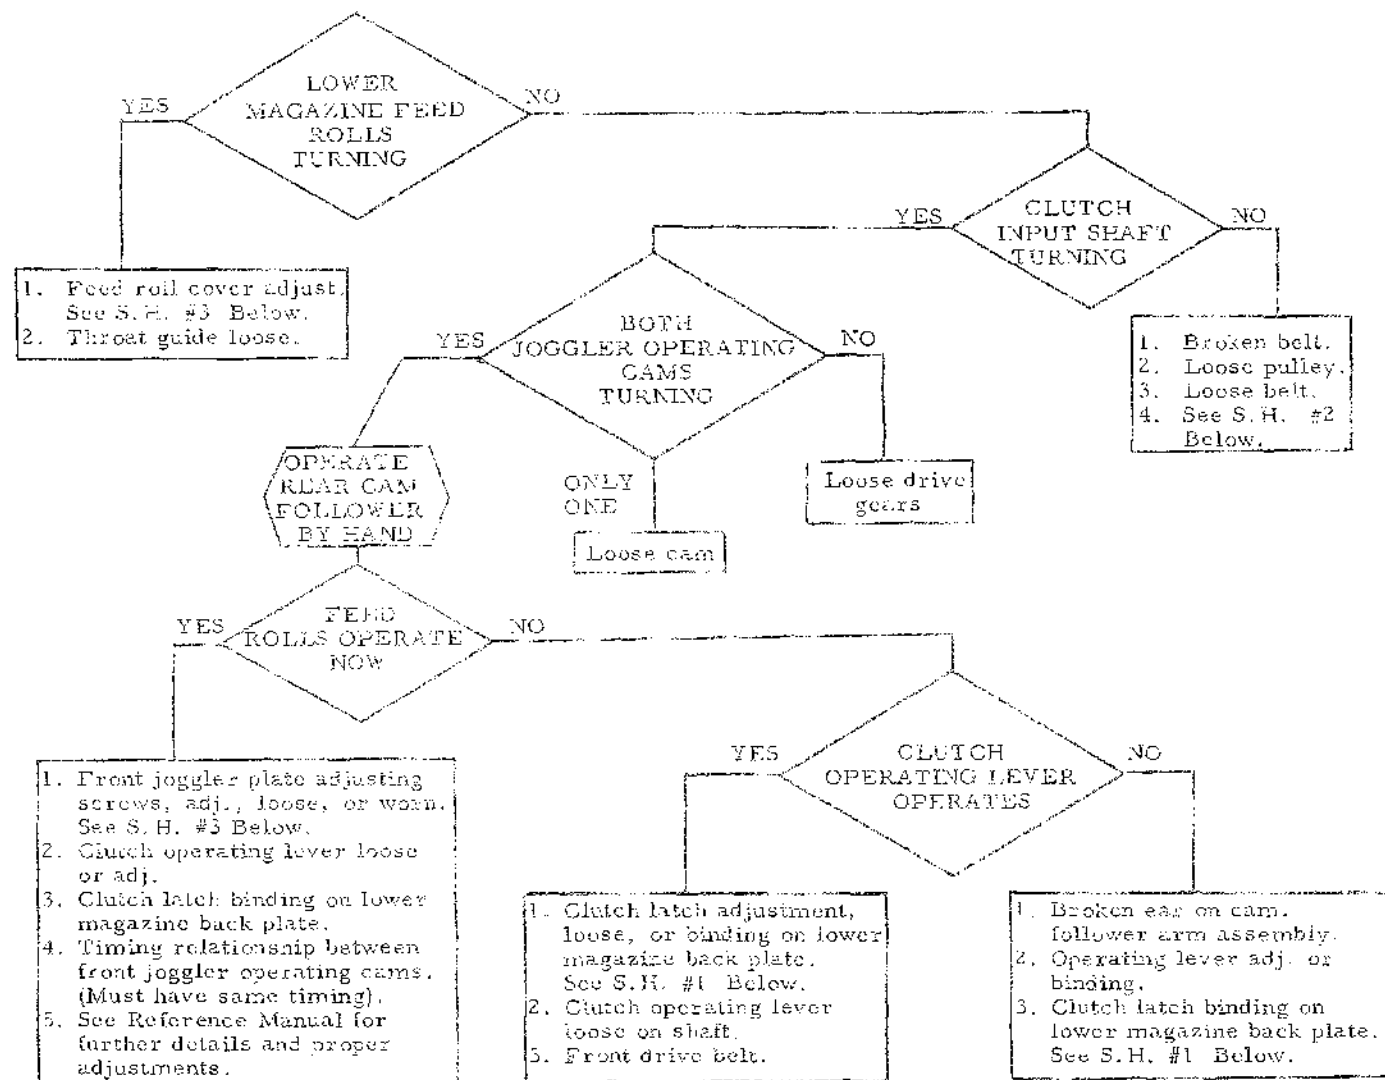 LOWER
MAGAZINE FEED
ROLLS
TURNING
YES
NO
1. Feed roll cover adjust.
See S.H. #3 Below.
2. Throat guide loose.
CLUTCH
INPUT SHAFT
TURNING
YES
NO
1. Broken belt.
2. Loose pulley.
3. Loose belt.
4. See S.H. #2
Below.
BOTH
JOGGLER OPERATING
CAMS
TURNING
YES
NO
ONLY
ONE
Loose drive
gears
Loose cam
OPERATE
REAR CAM
FOLLOWER
BY HAND
FEED
ROLLS OPERATE
NOW
YES
NO
CLUTCH
OPERATING LEVER
OPERATES
YES
NO
1. Front joggler plate adjusting
screws, adj., loose, or worn.
See S.H. #3 Below.
2. Clutch operating lever loose
or adj.
3. Clutch latch binding on lower
magazine back plate.
4. Timing relationship between
front joggler operating cams.
(Must have same timing).
5. See Reference Manual for
further details and proper
adjustments.
1. Clutch latch adjustment,
loose, or binding on lower
magazine back plate.
See S.H. #1 Below.
2. Clutch operating lever
loose on shaft.
3. Front drive belt.
1. Broken ear on cam.
follower arm assembly.
2. Operating lever adj. or
binding.
3. Clutch latch binding on
lower magazine back plate.
See S.H. #1 Below.